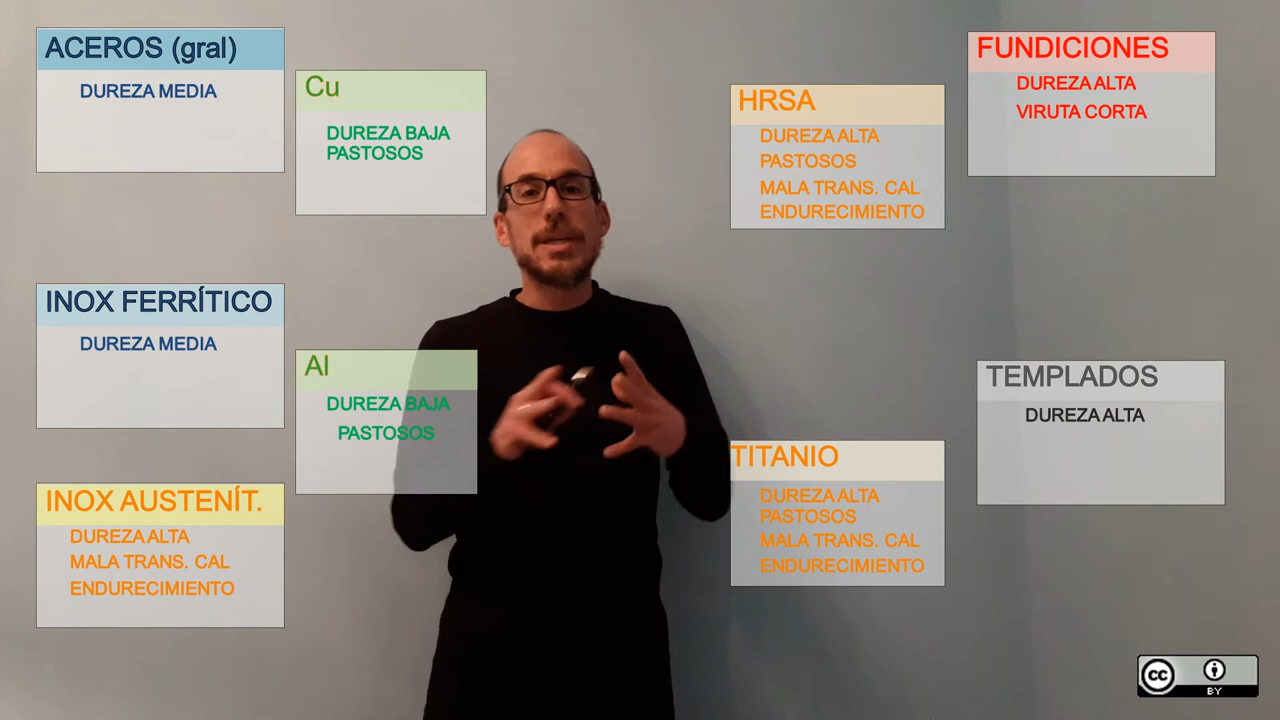 ACEROS (gral)
DUREZA MEDIA
Cu
DUREZA BAJA
PASTOSOS
HRSA
DUREZA ALTA
PASTOSOS
MALA TRANS. CAL
ENDURECIMIENTO
FUNDICIONES
DUREZA ALTA
VIRUTA CORTA
INOX FERRÍTICO
DUREZA MEDIA
Al
DUREZA BAJA
PASTOSOS
INOX AUSTENÍT.
DUREZA ALTA
MALA TRANS. CAL
ENDURECIMIENTO
TITANIO
DUREZA ALTA
PASTOSOS
MALA TRANS. CAL
ENDURECIMIENTO
TEMPLADOS
DUREZA ALTA
cc
BY